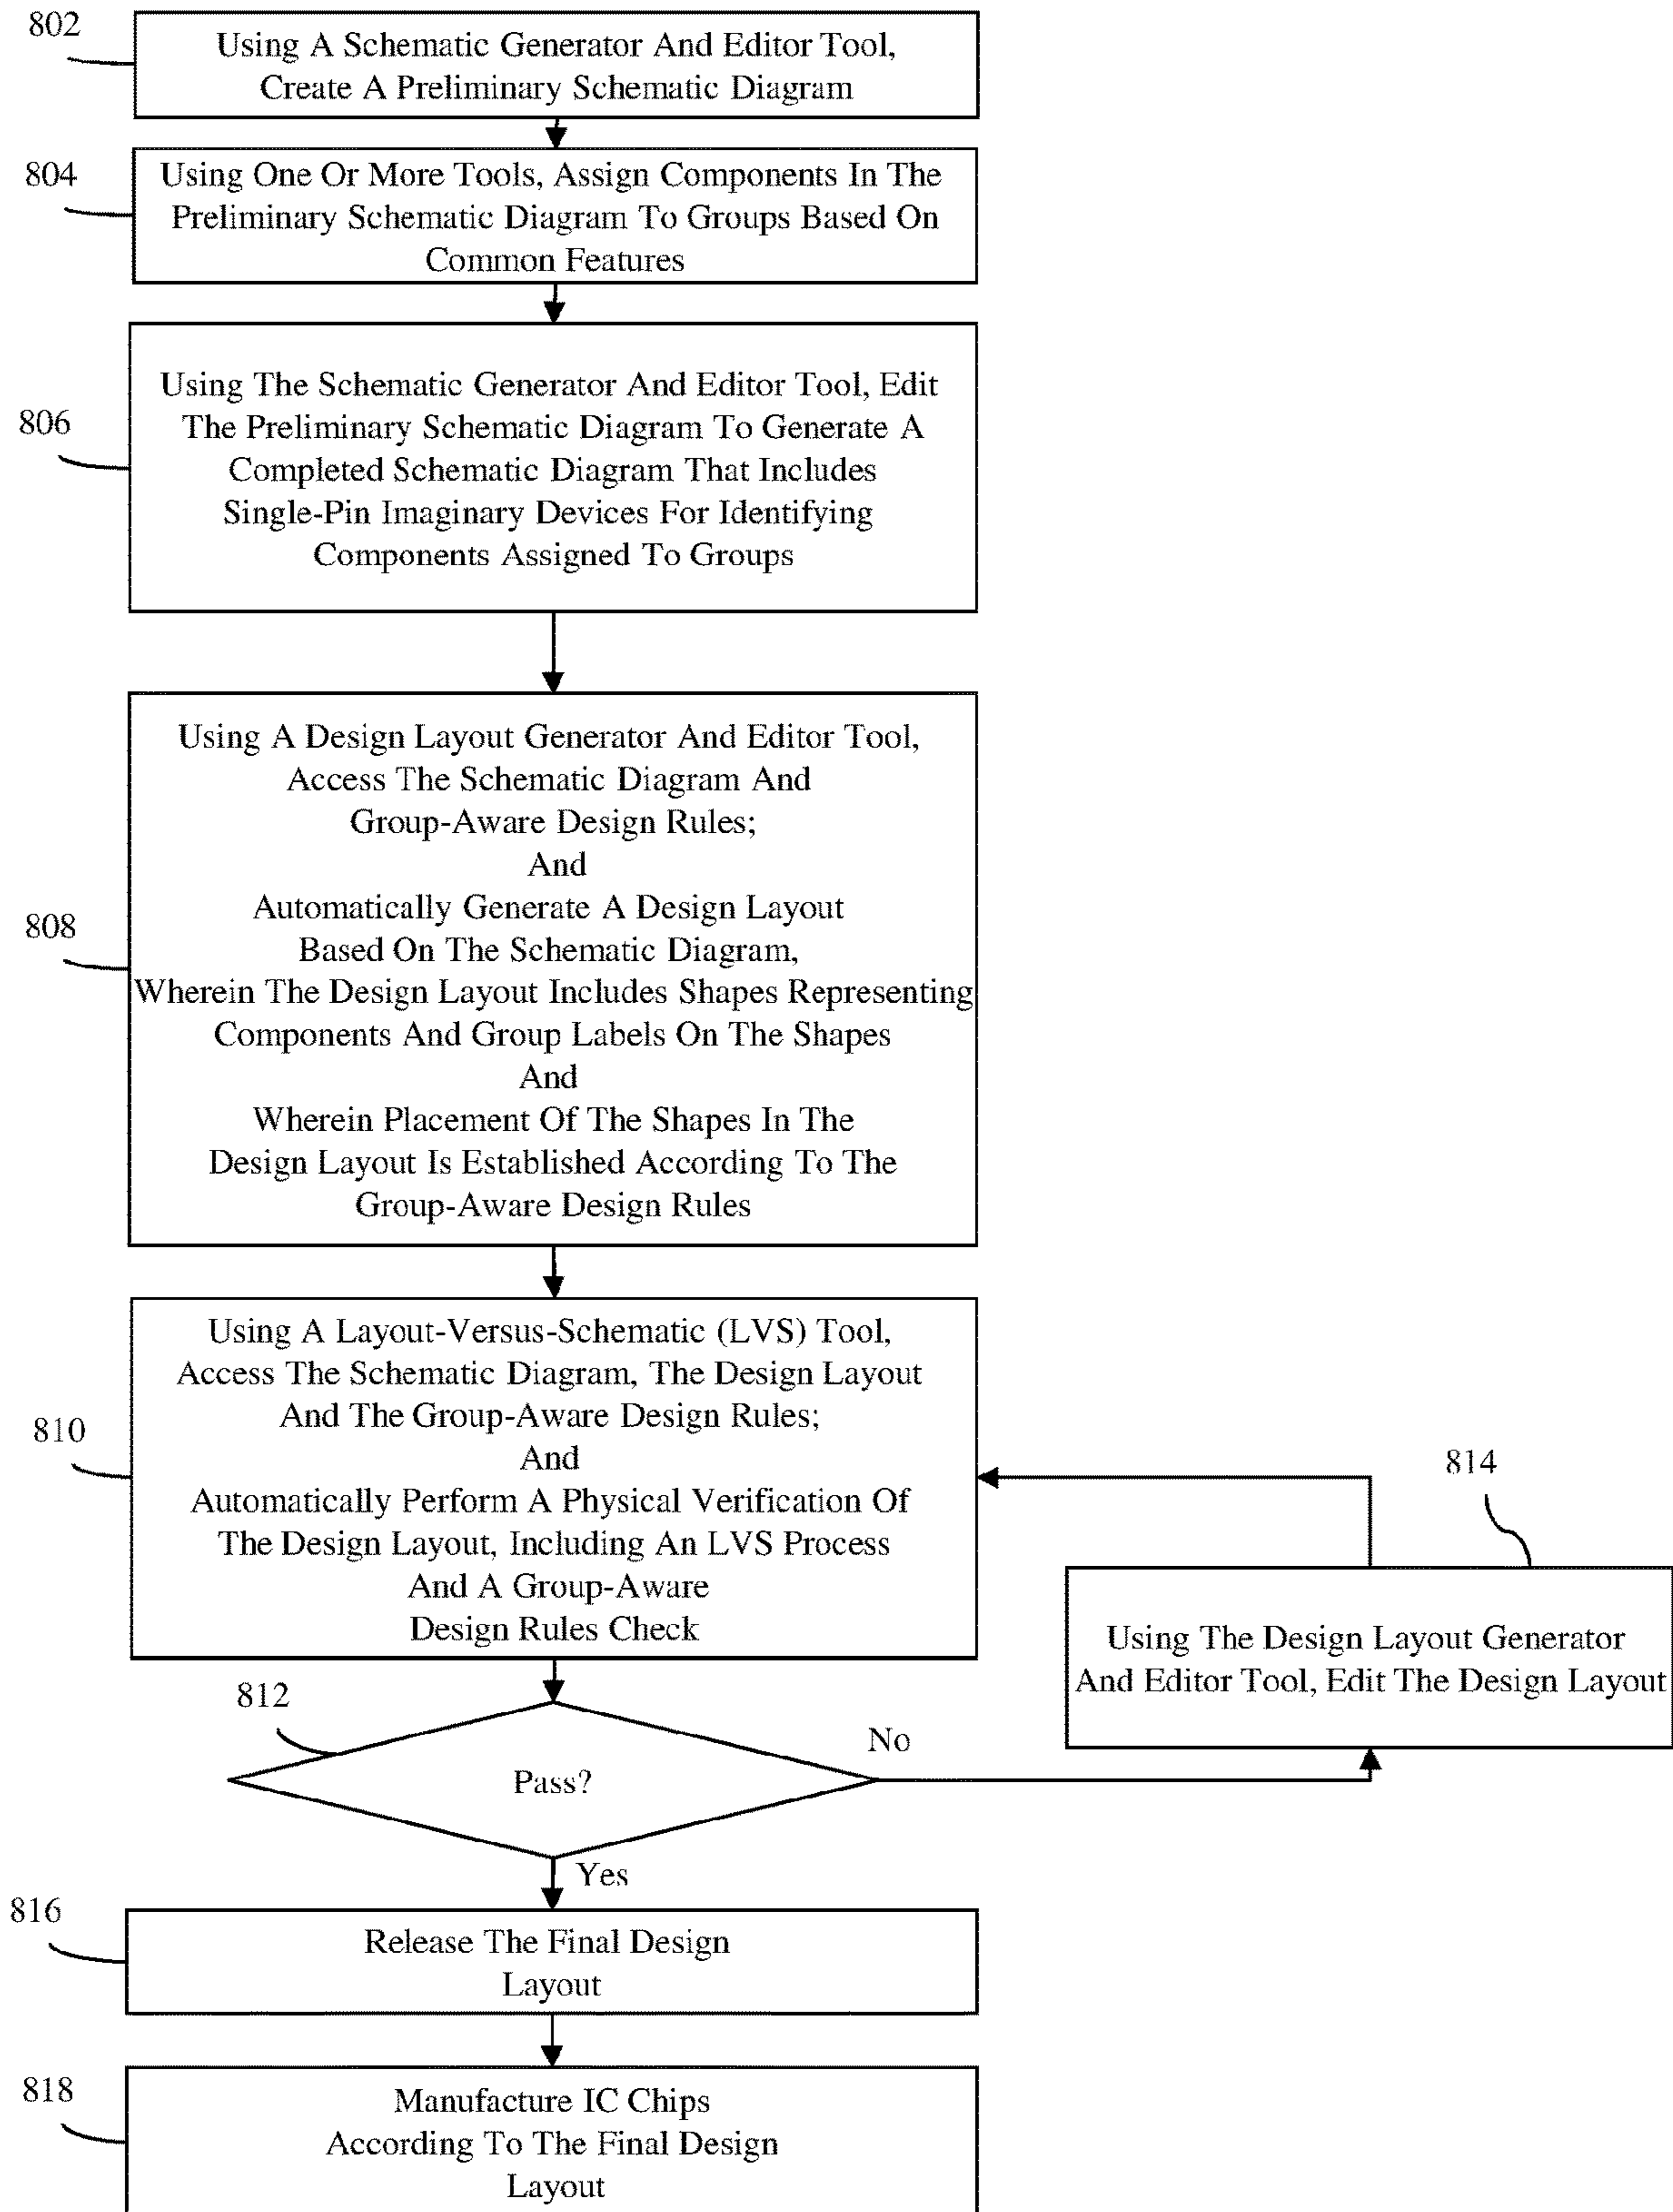 802
Using A Schematic Generator And Editor Tool,
Create A Preliminary Schematic Diagram
804
Using One Or More Tools, Assign Components In The
Preliminary Schematic Diagram To Groups Based On
Common Features
806
Using The Schematic Generator And Editor Tool, Edit
The Preliminary Schematic Diagram To Generate A
Completed Schematic Diagram That Includes
Single-Pin Imaginary Devices For Identifying
Components Assigned To Groups
808
Using A Design Layout Generator And Editor Tool,
Access The Schematic Diagram And
Group-Aware Design Rules;
And
Automatically Generate A Design Layout
Based On The Schematic Diagram,
Wherein The Design Layout Includes Shapes Representing
Components And Group Labels On The Shapes
And
Wherein Placement Of The Shapes In The
Design Layout Is Established According To The
Group-Aware Design Rules
810
Using A Layout-Versus-Schematic (LVS) Tool,
Access The Schematic Diagram, The Design Layout
And The Group-Aware Design Rules;
And
Automatically Perform A Physical Verification Of
The Design Layout, Including An LVS Process
And A Group-Aware
Design Rules Check
814
Using The Design Layout Generator
And Editor Tool, Edit The Design Layout
812
Pass?
No
Yes
816
Release The Final Design
Layout
818
Manufacture IC Chips
According To The Final Design
Layout